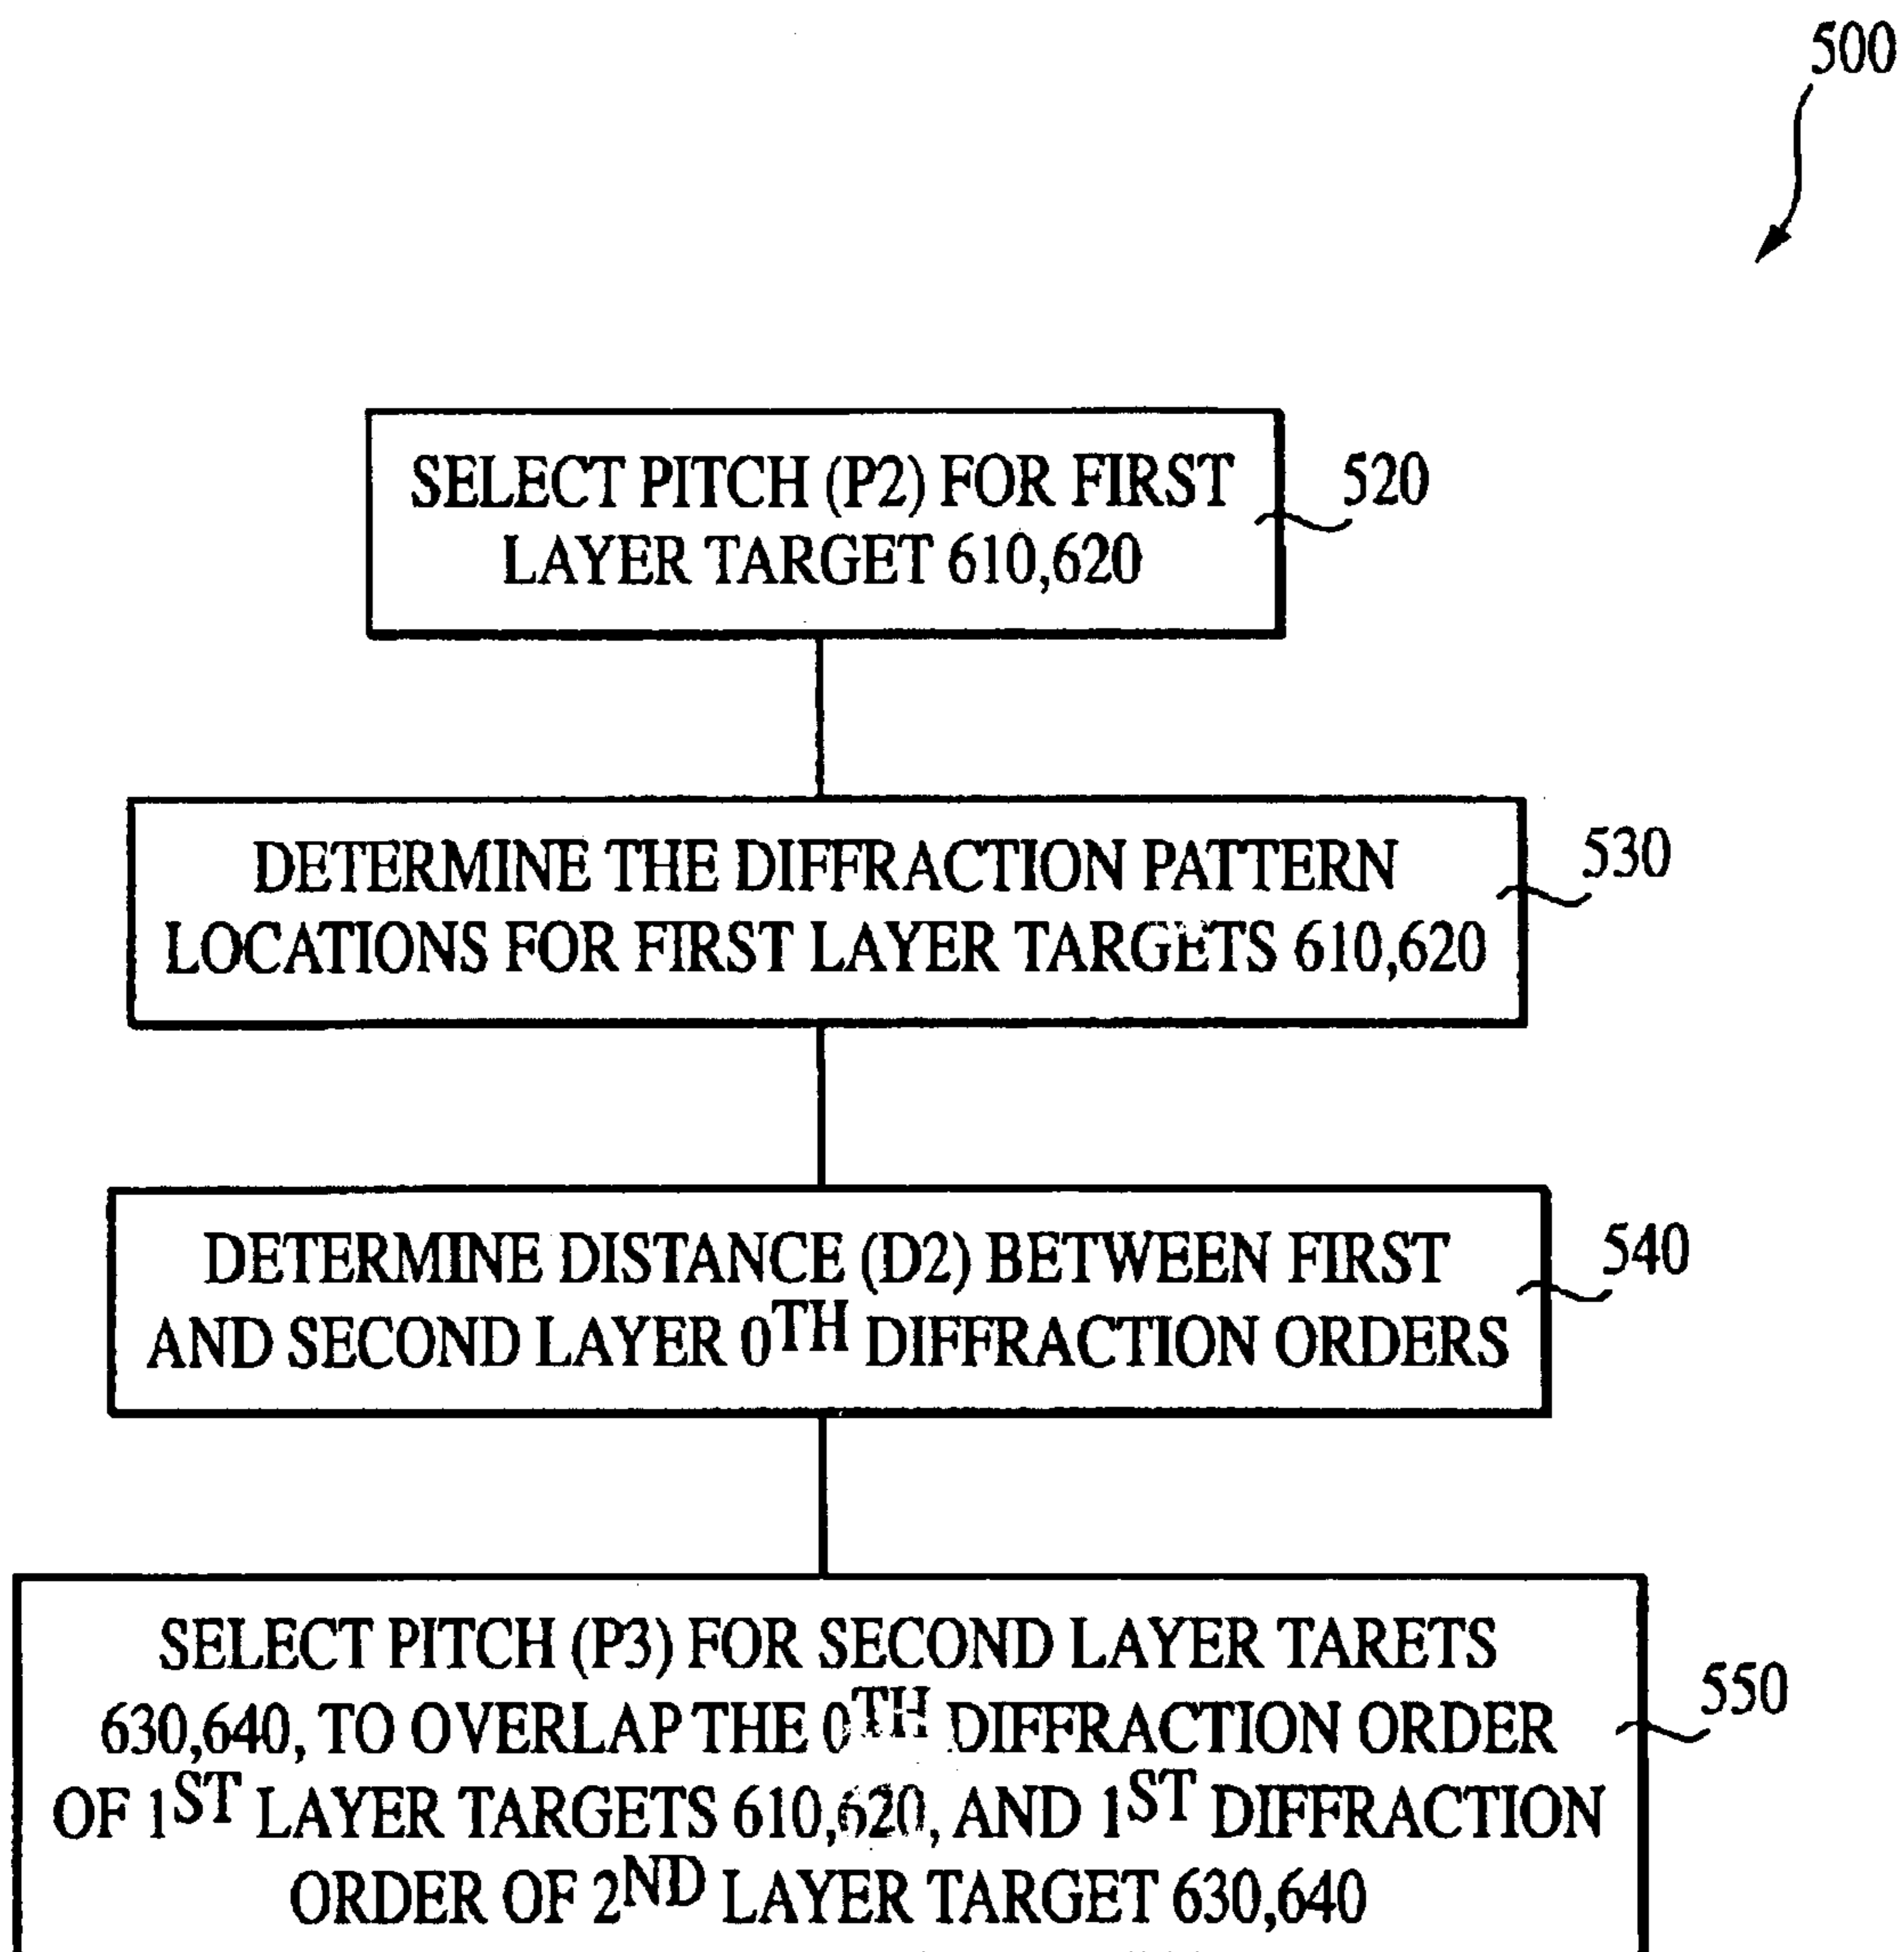 500
SELECT PITCH (P2) FOR FIRST
LAYER TARGET 610,620
520
DETERMINE THE DIFFRACTION PATTERN
LOCATIONS FOR FIRST LAYER TARGETS 610,620
530
DETERMINE DISTANCE (D2) BETWEEN FIRST
AND SECOND LAYER 0TH DIFFRACTION ORDERS
540
SELECT PITCH (P3) FOR SECOND LAYER TARETS
630,640, TO OVERLAP THE 0TH DIFFRACTION ORDER
OF 1ST LAYER TARGETS 610,620, AND 1ST DIFFRACTION
ORDER OF 2ND LAYER TARGET 630,640
550